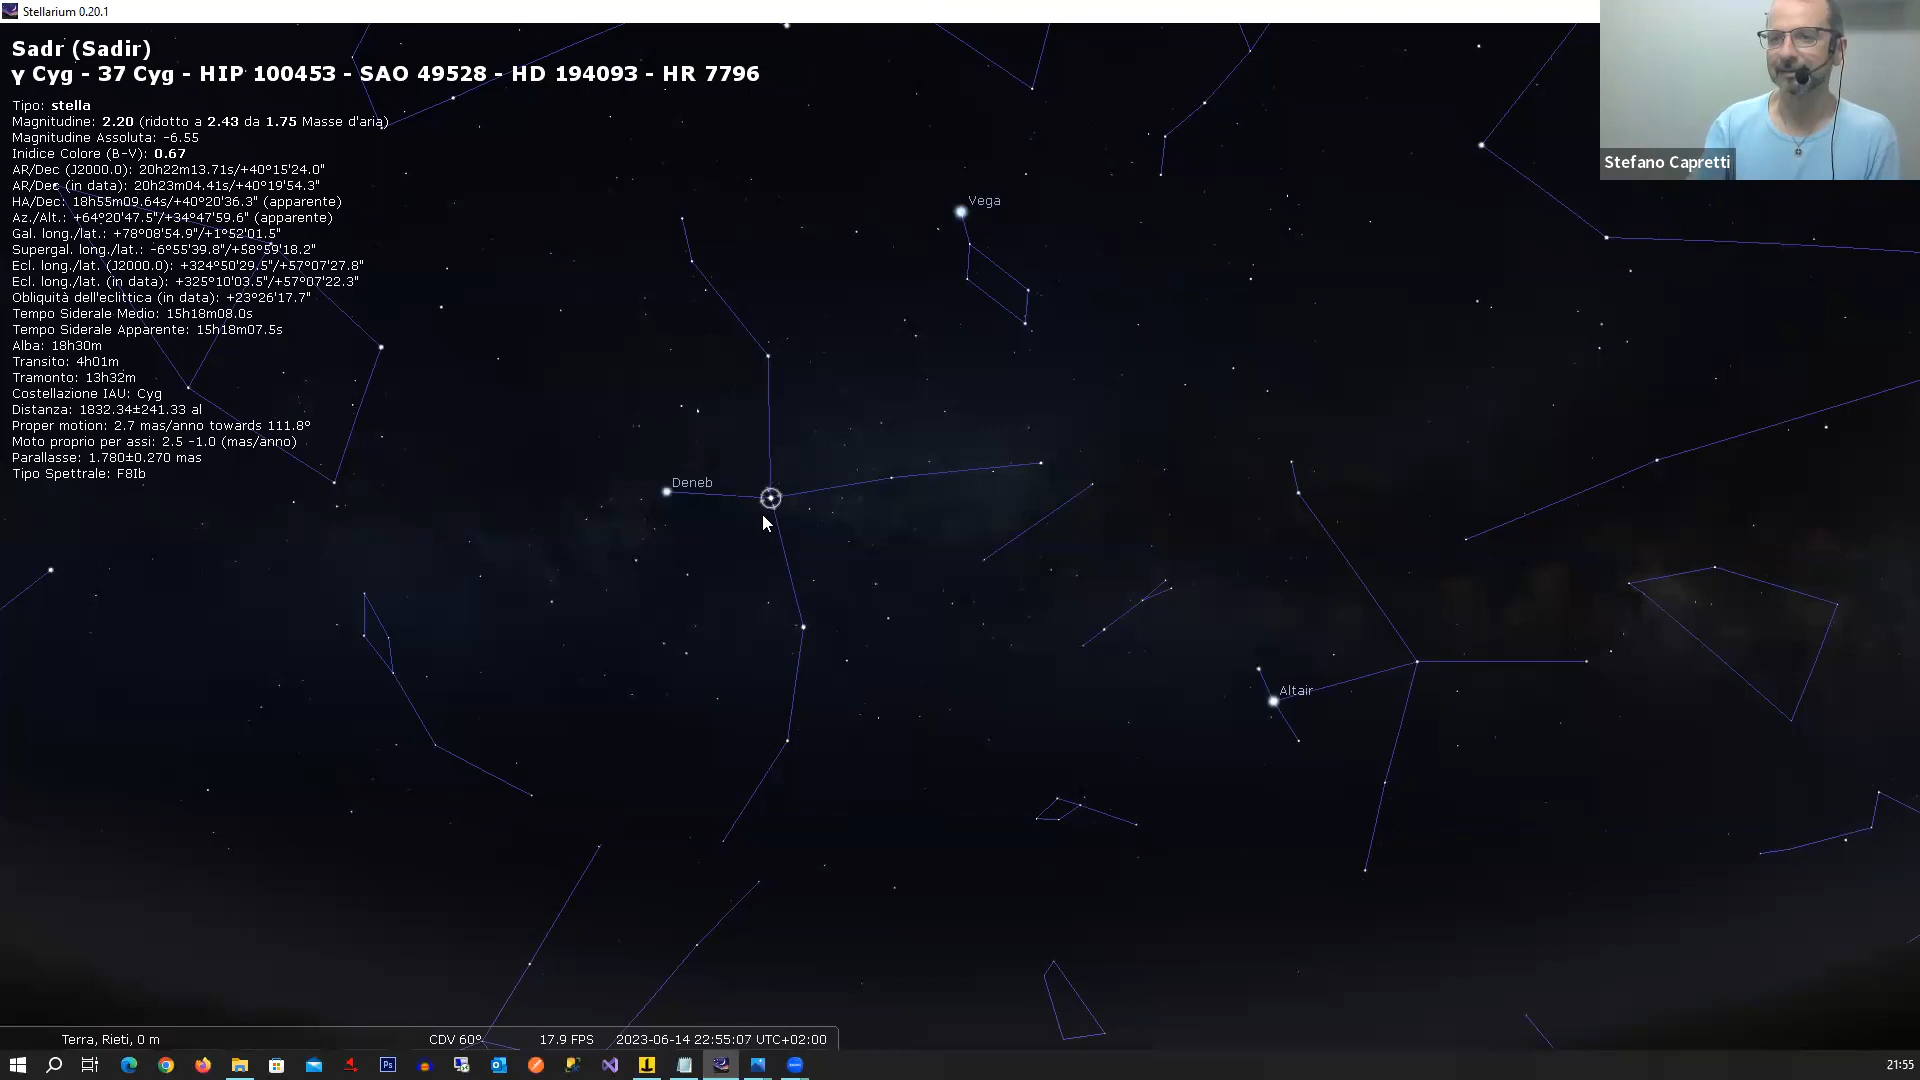 Stellarium 0.20.1
Sadr (Sadir)
γ Cyg - 37 Cyg - HIP 100453 - SAO 49528 - HD 194093 - HR 7796
Tipo: stella
Magnitudine: 2.20 (ridotto a 2.43 da 1.75 Masse d'aria)
Magnitudine Assoluta: -6.55
Inidice Colore (B-V): 0.67
AR/Dec (J2000.0): 20h22m13.71s/+40°15'24.0"
AR/Dec (in data): 20h23m04.41s/+40°19'54.3"
HA/Dec: 18h55m09.64s/+40°20'36.3" (apparente)
Az./Alt.: +64°20'47.5"/+34°47'59.6" (apparente)
Gal. long./lat.: +78°08'54.9"/+1°52'01.5"
Supergal. long./lat.: -6°55'39.8"/+58°59'18.2"
Ecl. long./lat. (J2000.0): +324°50'29.5"/+57°07'27.8"
Ecl. long./lat. (in data): +325°10'03.5"/+57°07'22.3"
Obliquità dell'eclittica (in data): +23°26'17.7"
Tempo Siderale Medio: 15h18m08.0s
Tempo Siderale Apparente: 15h18m07.5s
Alba: 18h30m
Transito: 4h01m
Tramonto: 13h32m
Costellazione IAU: Cyg
Distanza: 1832.34±241.33 al
Proper motion: 2.7 mas/anno towards 111.8°
Moto proprio per assi: 2.5 -1.0 (mas/anno)
Parallasse: 1.780±0.270 mas
Tipo Spettrale: F8Ib
Stefano Capretti
Vega
Deneb
Altair
Terra, Rieti, 0 m
CDV 60°
17.9 FPS
2023-06-14 22:55:07 UTC+02:00
Ps
21:55